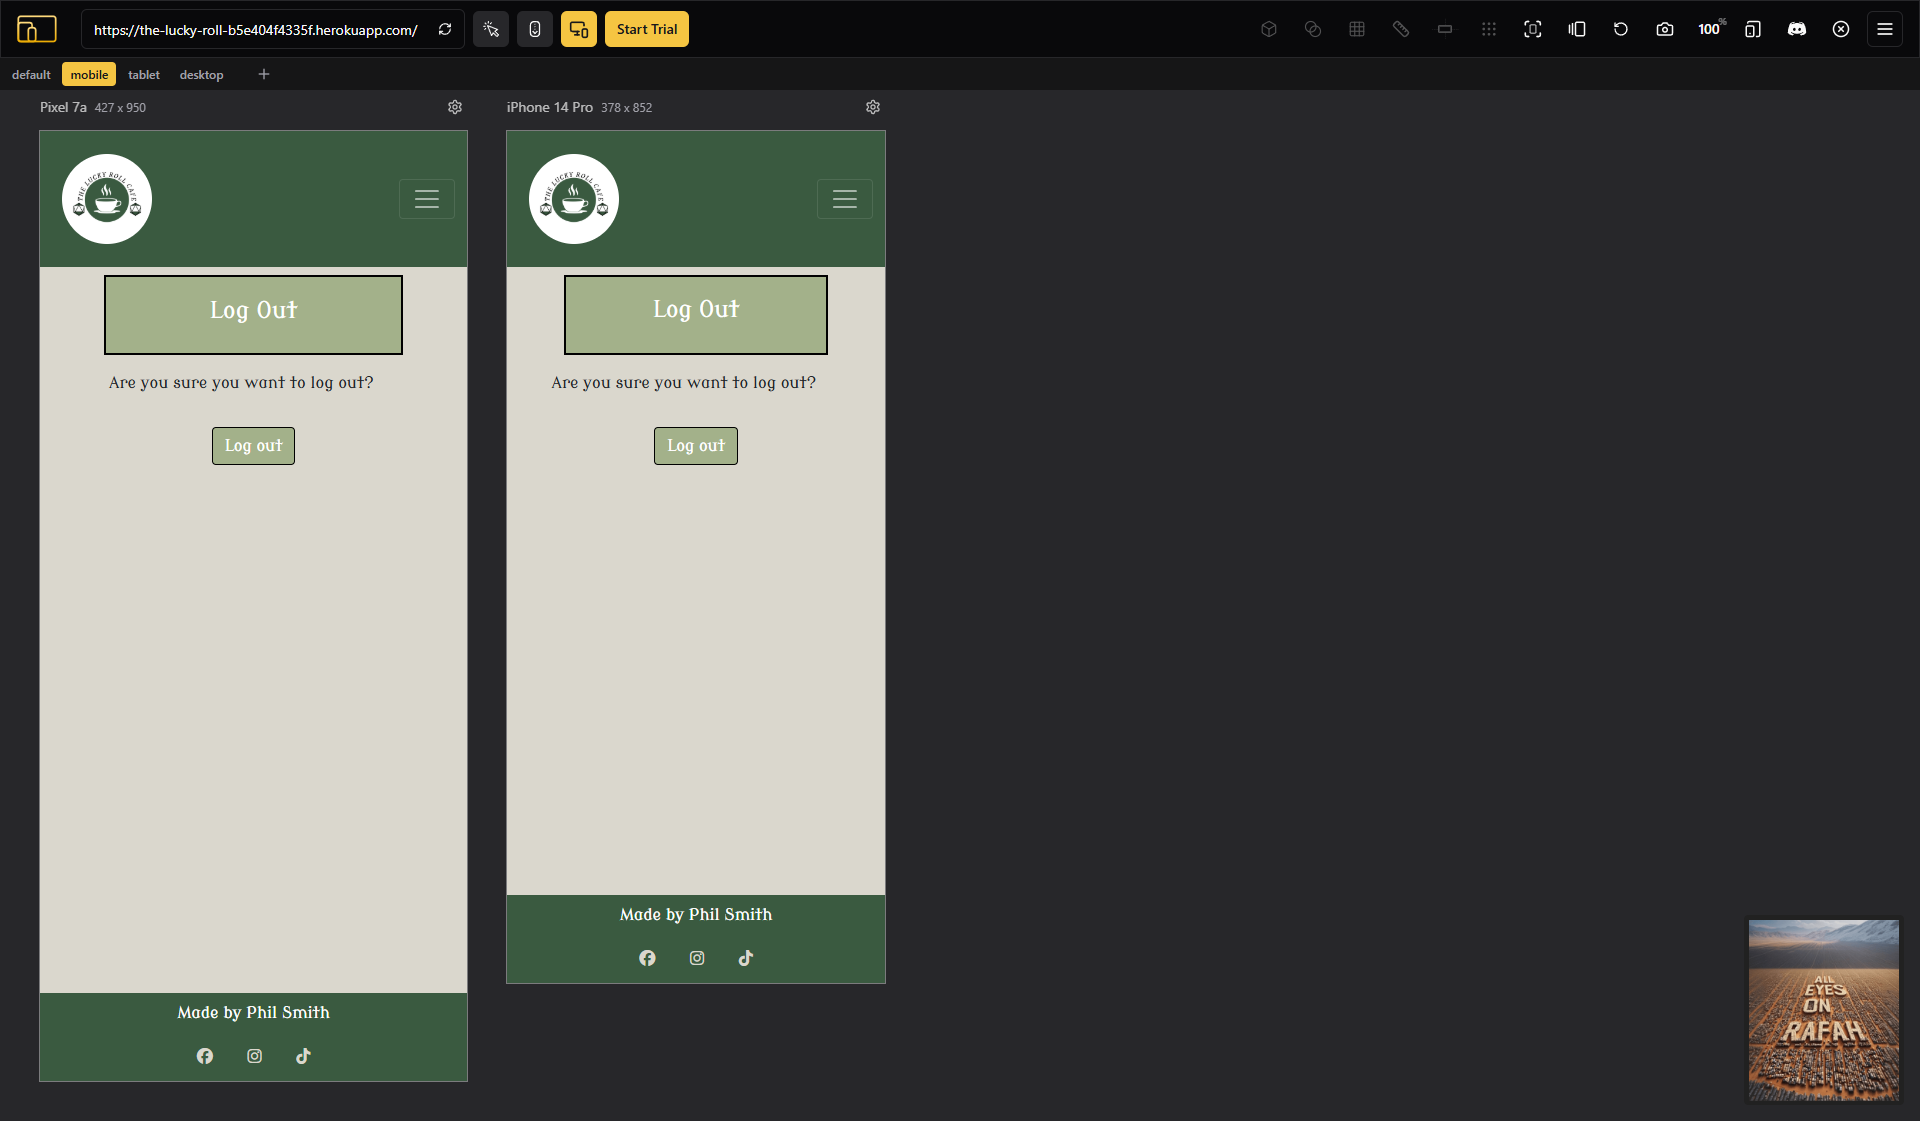 https://the-lucky-roll-b5e404f4335f.herokuapp.com/
Start Trial
100%
default
mobile
tablet
desktop
Pixel 7a 427 x 950
iPhone 14 Pro 378 x 852
THE LUCKY ROLL CAFE
Log Out
Are you sure you want to log out?
Log out
Made by Phil Smith
THE LUCKY ROLL CAFE
Log Out
Are you sure you want to log out?
Log out
Made by Phil Smith
ALL
EYES
ON
RAFAH